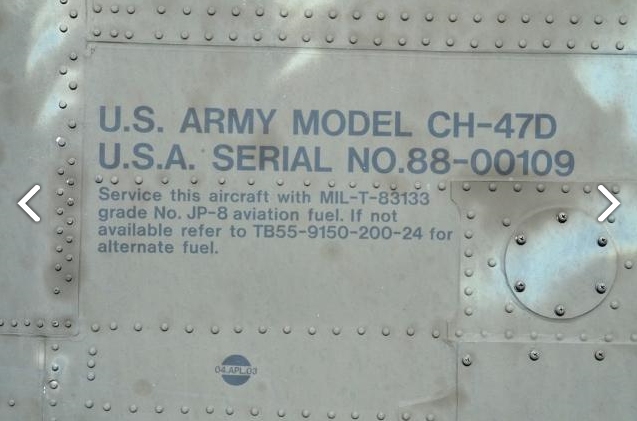 U.S. ARMY MODEL CH-47D
U.S.A. SERIAL NO.88-00109
Service this aircraft with MIL-T-83133
grade No. JP-8 aviation fuel. If not
available refer to TB55-9150-200-24 for
alternate fuel.
04.APL.03